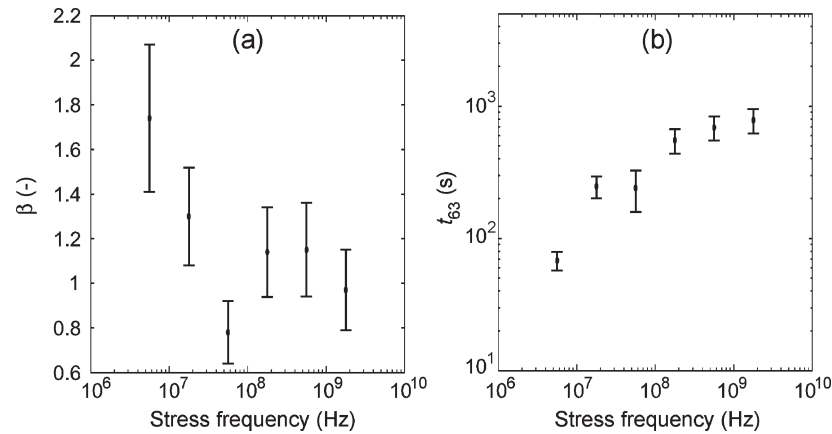 (a)
2.2
2
1.8
1.6
1.4
1.2
1
0.8
0.6
β (-)
10^6 10^7 10^8 10^9 10^10
Stress frequency (Hz)
(b)
10^3
10^2
10^1
t_63 (s)
10^6 10^7 10^8 10^9 10^10
Stress frequency (Hz)